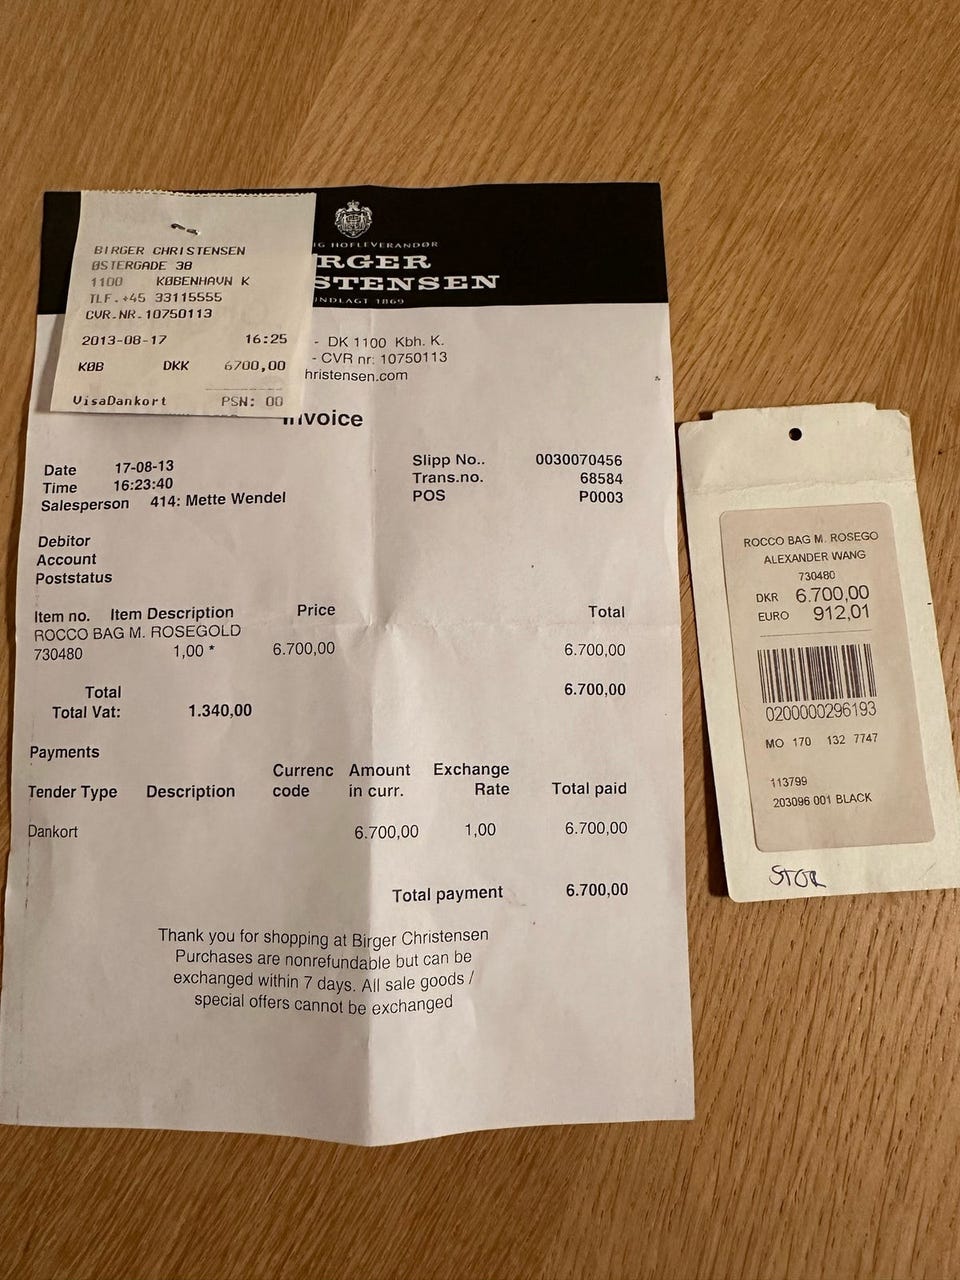 BIRGER CHRISTENSEN
ØSTERGADE 38
1100 KØBENHAVN K
TLF.+45 33115555
CVR.NR.10750113
2013-08-17 16:25
KØB DKK 6700,00
VisaDankort PSN: 00
IG HOFLEVERANDØR
RGER
STENSEN
INDLAGT 1869
- DK 1100 Kbh. K.
- CVR nr: 10750113
hristensen.com
Invoice
Date 17-08-13
Time 16:23:40
Salesperson 414: Mette Wendel
Slipp No.. 0030070456
Trans.no. 68584
POS P0003
Debitor
Account
Poststatus
Item no. Item Description Price Total
ROCCO BAG M. ROSEGOLD
730480 1,00 * 6.700,00 6.700,00
Total 6.700,00
Total Vat: 1.340,00
Payments
Tender Type Description Currenc code Amount in curr. Exchange Rate Total paid
Dankort 6.700,00 1,00 6.700,00
Total payment 6.700,00
Thank you for shopping at Birger Christensen
Purchases are nonrefundable but can be
exchanged within 7 days. All sale goods /
special offers cannot be exchanged
ROCCO BAG M. ROSEGO
ALEXANDER WANG
730480
DKR 6.700,00
EURO 912,01
0200000296193
MO 170 132 7747
113799
203096 001 BLACK
STOR